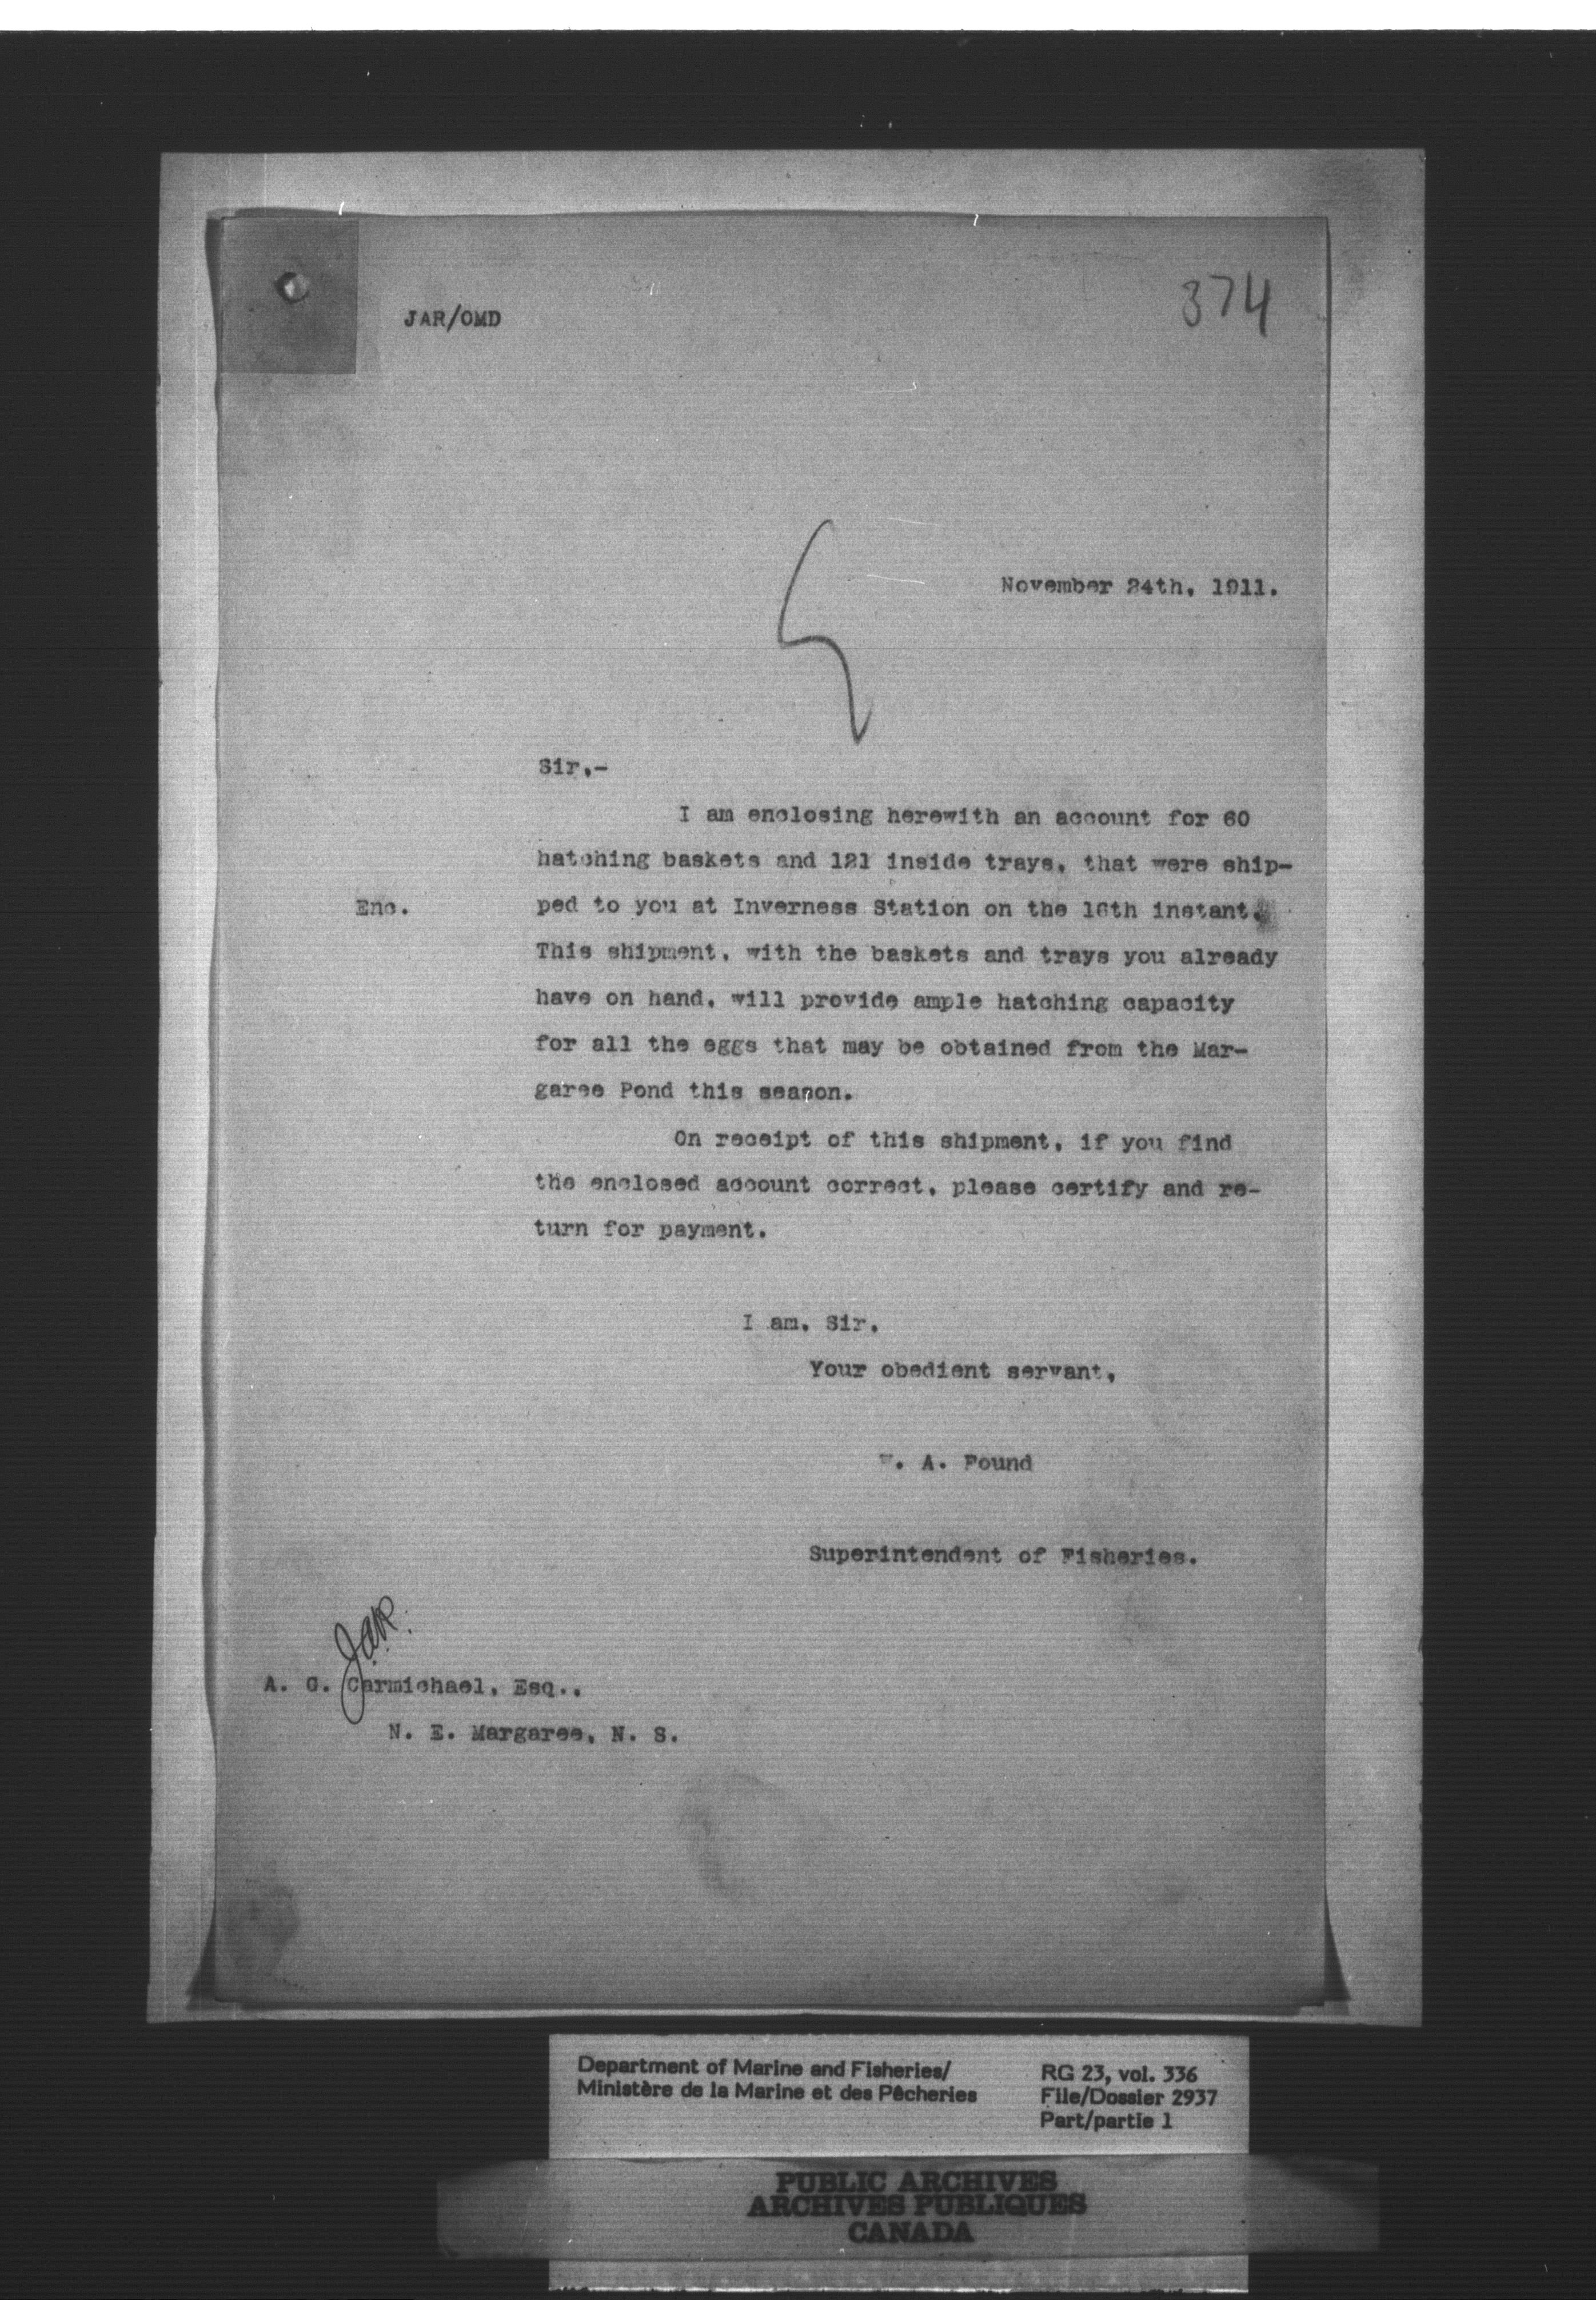 374
JAR/OMD
November 24th, 1911.
Sir,-
I am enclosing herewith an account for 60
hatching baskets and 121 inside trays, that were ship-
Enc.
ped to you at Inverness Station on the 16th instant.
This shipment, with the baskets and trays you already
have on hand, will provide ample hatching capacity
for all the eggs that may be obtained from the Mar-
garee Pond this season.
On receipt of this shipment, if you find
the enclosed account correct, please certify and re-
turn for payment.
I am, Sir,
Your obedient servant,
W. A. Found
Superintendent of Fisheries.
JAR.
A. G. Carmichael, Esq.,
N. E. Margaree, N. S.
Department of Marine and Fisheries/
Ministère de la Marine et des Pêcheries
RG 23, vol. 336
File/Dossier 2937
Part/partie 1
PUBLIC ARCHIVES
ARCHIVES PUBLIQUES
CANADA